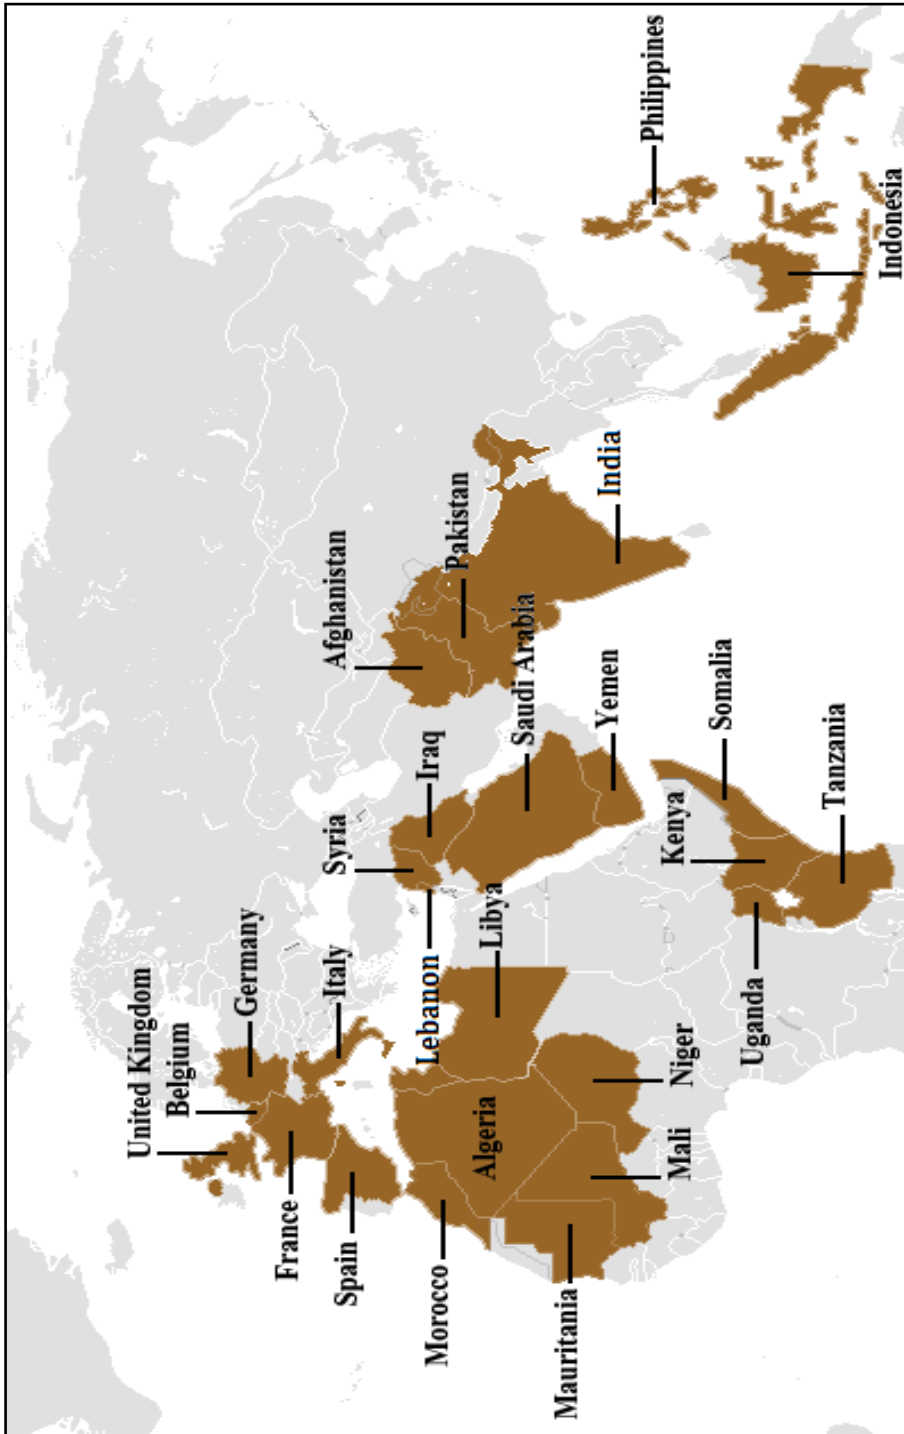 United Kingdom
Belgium
Germany
France
Spain
Italy
Morocco
Algeria
Libya
Mauritania
Mali
Niger
Lebanon
Syria
Iraq
Saudi Arabia
Yemen
Afghanistan
Pakistan
India
Uganda
Kenya
Somalia
Tanzania
Philippines
Indonesia